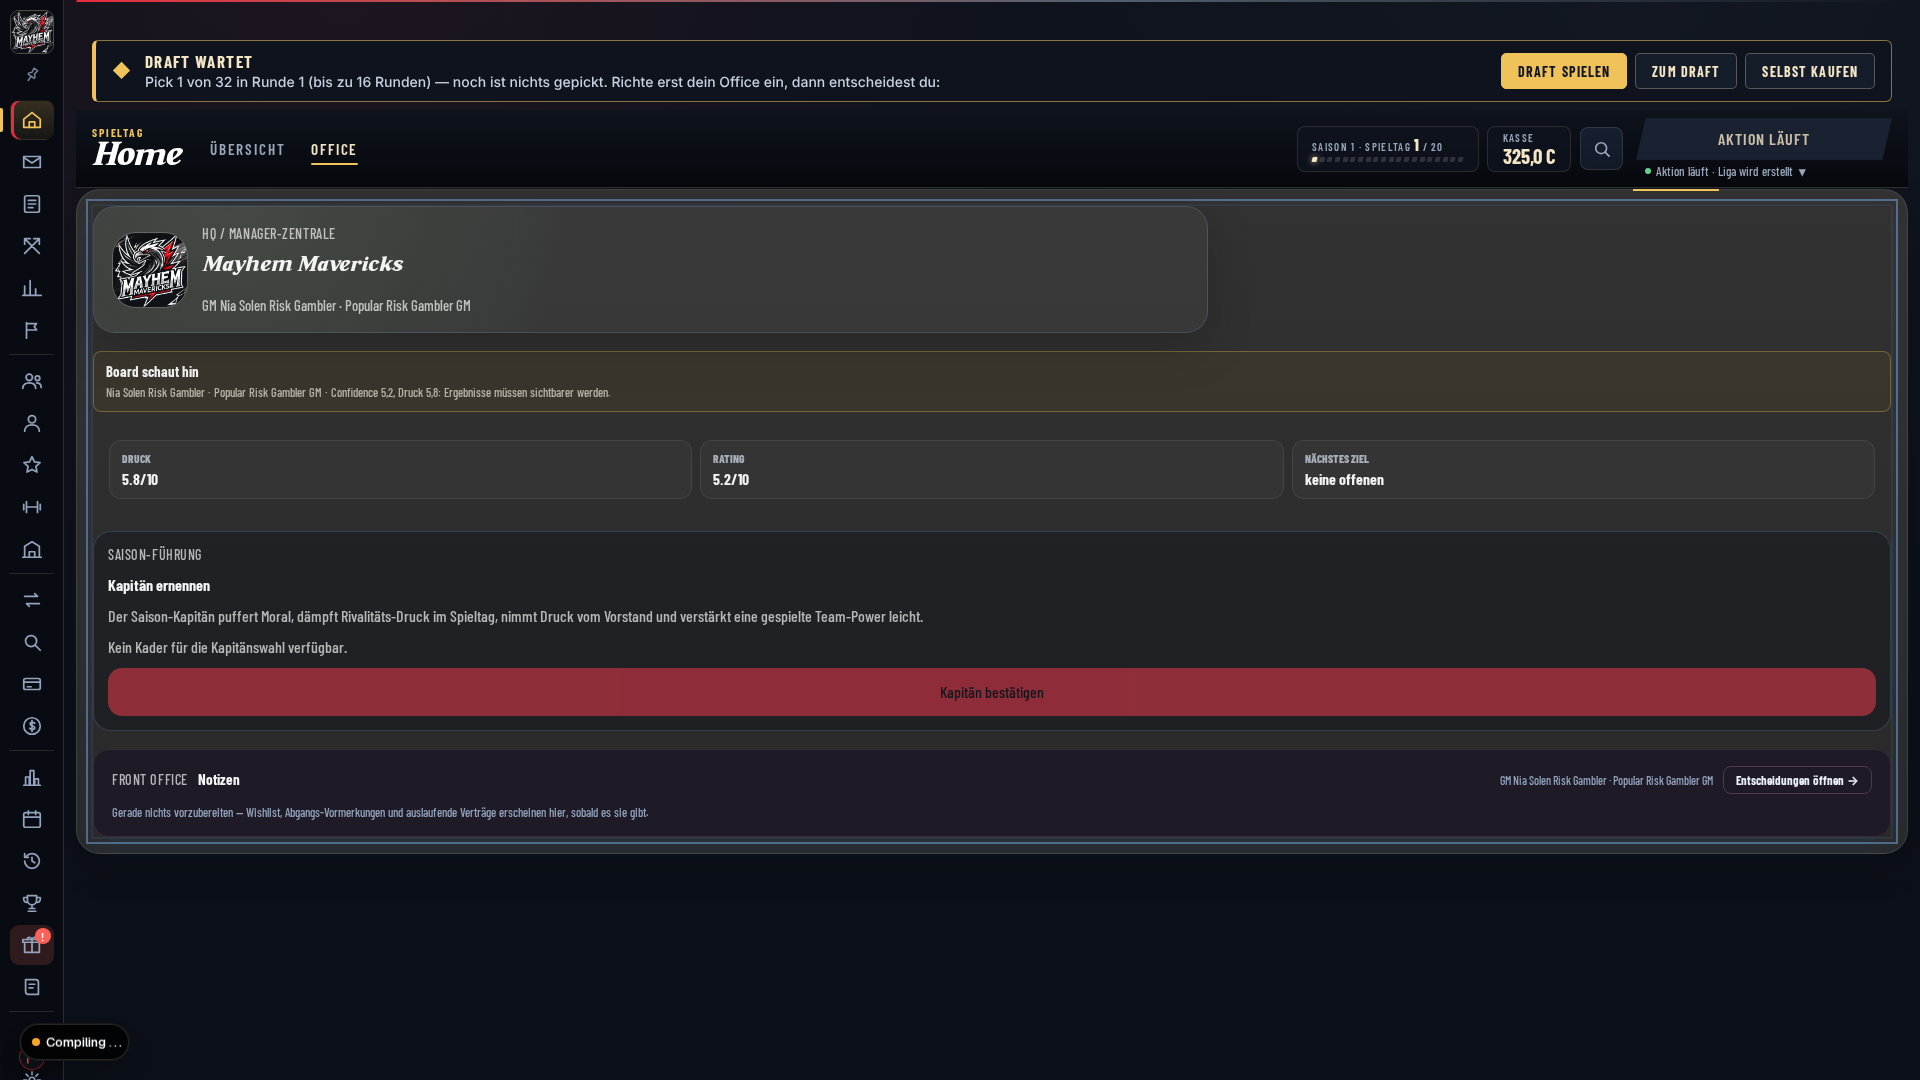 MAYHEM
DRAFT WARTET
Pick 1 von 32 in Runde 1 (bis zu 16 Runden) — noch ist nichts gepickt. Richte erst dein Office ein, dann entscheidest du:
DRAFT SPIELEN
ZUM DRAFT
SELBST KAUFEN
SPIELTAG
Home
ÜBERSICHT
OFFICE
SAISON 1 · SPIELTAG 1 / 20
KASSE
325,0 C
AKTION LÄUFT
Aktion läuft · Liga wird erstellt ▼
MAYHEM
MAVERICKS
HQ / MANAGER-ZENTRALE
Mayhem Mavericks
GM Nia Solen Risk Gambler · Popular Risk Gambler GM
Board schaut hin
Nia Solen Risk Gambler · Popular Risk Gambler GM · Confidence 5,2, Druck 5,8: Ergebnisse müssen sichtbarer werden.
DRUCK
5.8/10
RATING
5.2/10
NÄCHSTES ZIEL
keine offenen
SAISON-FÜHRUNG
Kapitän ernennen
Der Saison-Kapitän puffert Moral, dämpft Rivalitäts-Druck im Spieltag, nimmt Druck vom Vorstand und verstärkt eine gespielte Team-Power leicht.
Kein Kader für die Kapitänswahl verfügbar.
Kapitän bestätigen
FRONT OFFICE Notizen
GM Nia Solen Risk Gambler · Popular Risk Gambler GM
Entscheidungen öffnen →
Gerade nichts vorzubereiten — Wishlist, Abgangs-Vormerkungen und auslaufende Verträge erscheinen hier, sobald es sie gibt.
!
Compiling ...